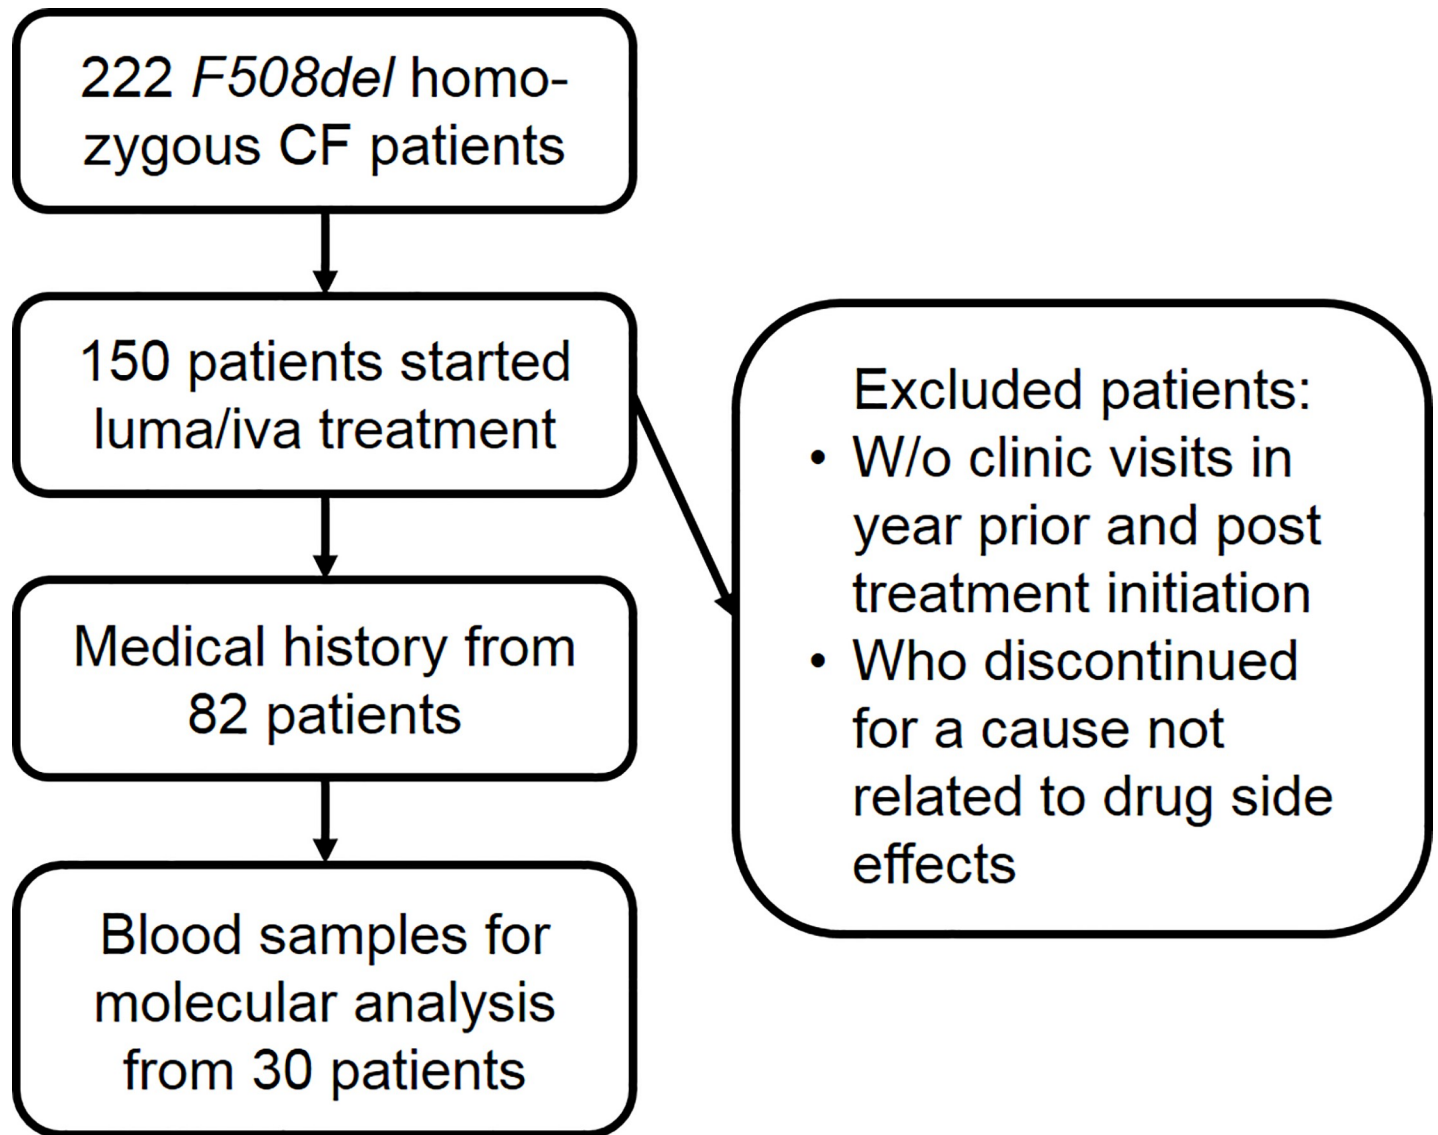 222 F508del homo-
zygous CF patients
150 patients started
luma/iva treatment
Medical history from
82 patients
Blood samples for
molecular analysis
from 30 patients
Excluded patients:
• W/o clinic visits in
year prior and post
treatment initiation
• Who discontinued
for a cause not
related to drug side
effects